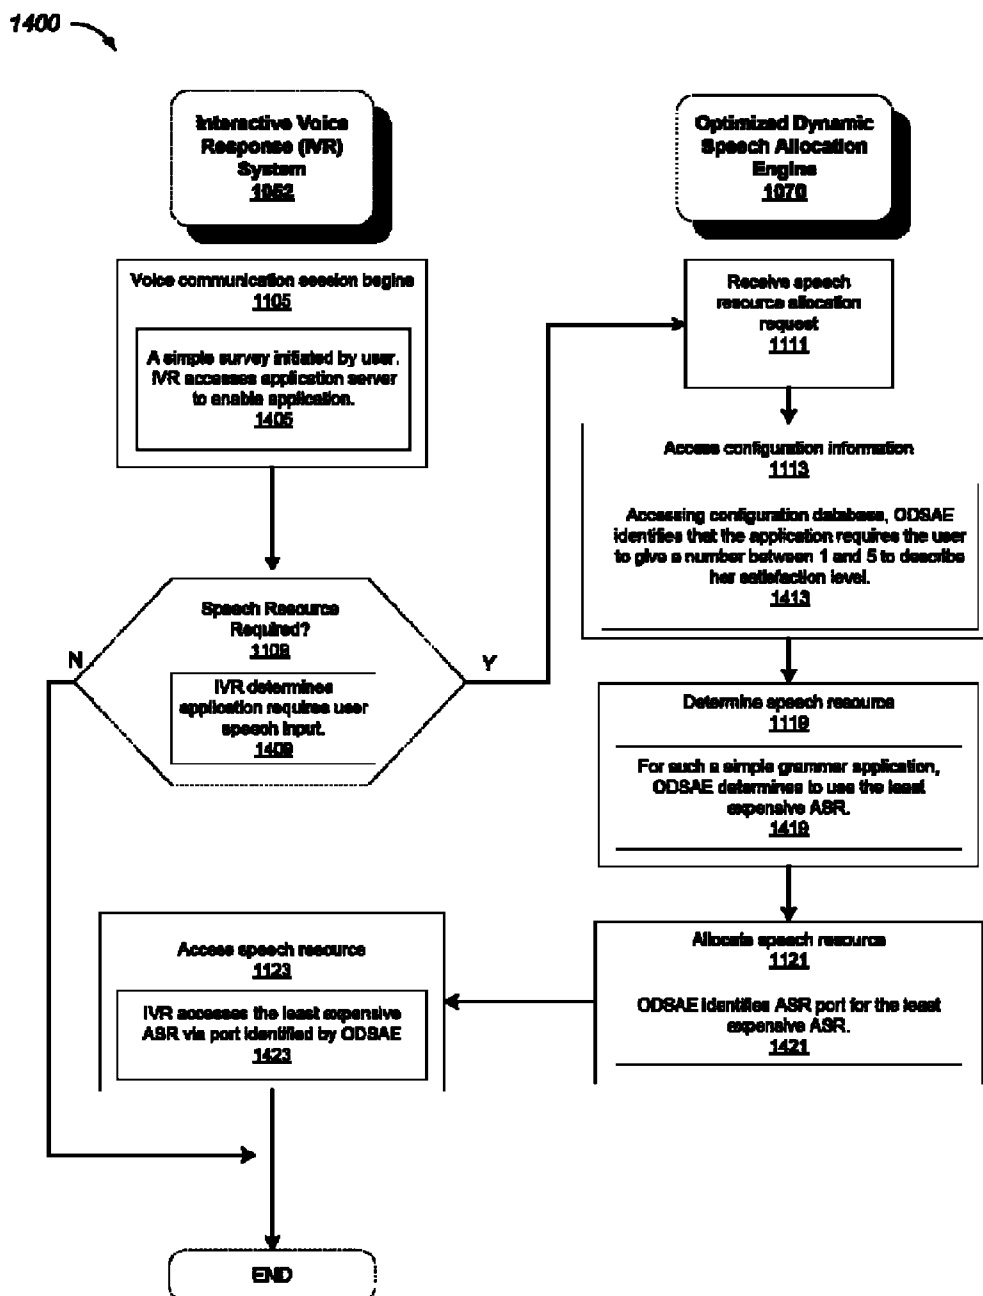 1400
Interactive Voice
Response (IVR)
System
1052
Optimized Dynamic
Speech Allocation
Engine
1070
Voice communication session begins
1105
A simple survey initiated by user.
IVR accesses application server
to enable application.
1405
Receive speech
resource allocation
request
1111
Access configuration information
1113
Accessing configuration database, ODSAE
identifies that the application requires the user
to give a number between 1 and 5 to describe
her satisfaction level.
1413
Speech Resource
Required?
1109
IVR determines
application requires user
speech input.
1409
N
Y
Determine speech resource
1119
For such a simple grammer application,
ODSAE determines to use the least
expensive ASR.
1419
Allocate speech resource
1121
ODSAE identifies ASR port for the least
expensive ASR.
1421
Access speech resource
1123
IVR accesses the least expensive
ASR via port identified by ODSAE
1423
END